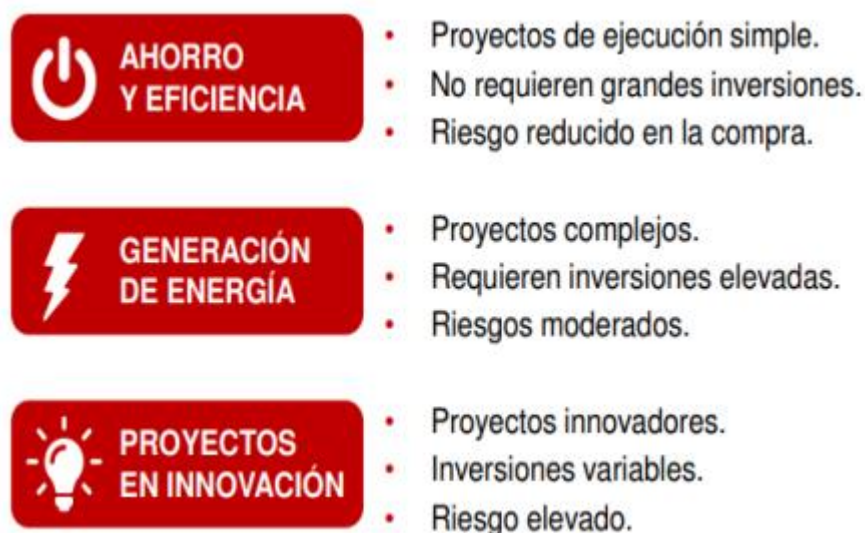 AHORRO
Y EFICIENCIA
• Proyectos de ejecución simple.
• No requieren grandes inversiones.
• Riesgo reducido en la compra.
GENERACIÓN
DE ENERGÍA
• Proyectos complejos.
• Requieren inversiones elevadas.
• Riesgos moderados.
PROYECTOS
EN INNOVACIÓN
• Proyectos innovadores.
• Inversiones variables.
• Riesgo elevado.